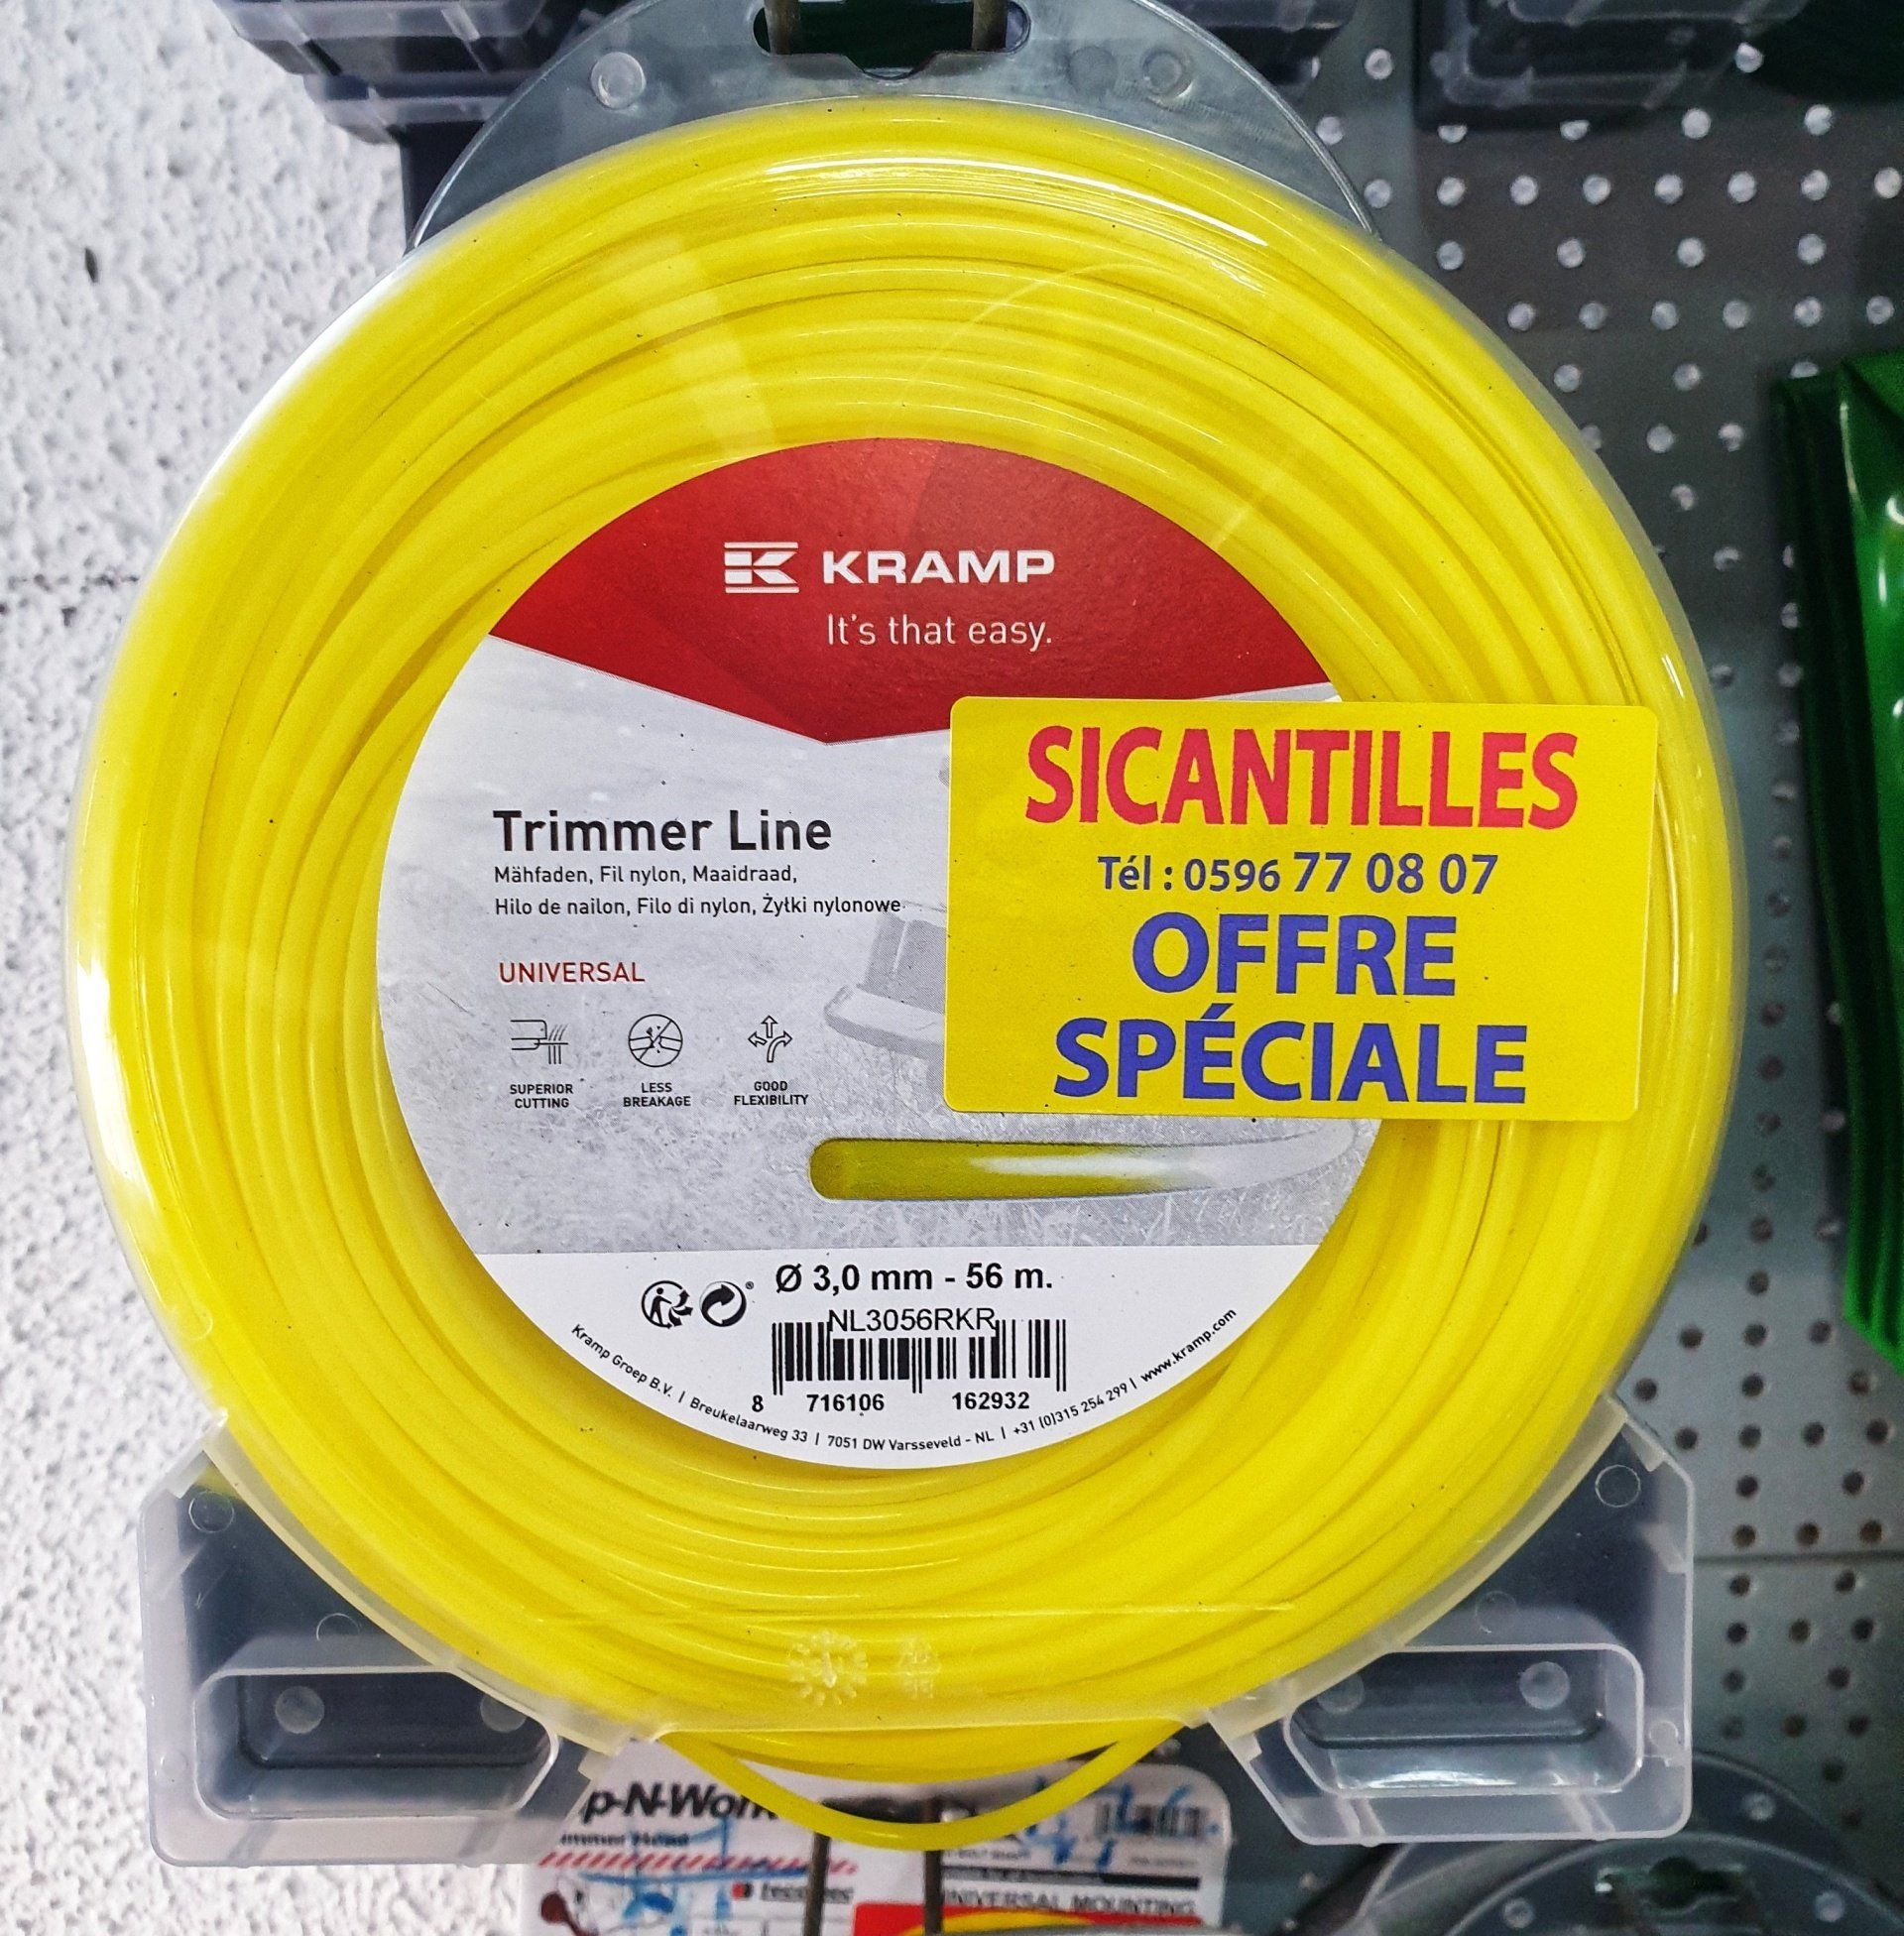 KRAMP
It's that easy.
SICANTILLES
Tél : 0596 77 08 07
OFFRE
SPÉCIALE
Trimmer Line
Mähfaden, Fil nylon, Maaidraad,
Hilo de nailon, Filo di nylon, Żyłki nylonowe
UNIVERSAL
SUPERIOR CUTTING
LESS BREAKAGE
GOOD FLEXIBILITY
Ø 3,0 mm - 56 m.
NL3056RKR
8 716106 162932
Kramp Groep B.V. | Breukelaarweg 33 | 7051 DW Varsseveld - NL | +31 (0)315 254 299 | www.kramp.com
p-N-Work
UNIVERSAL MOUNTING